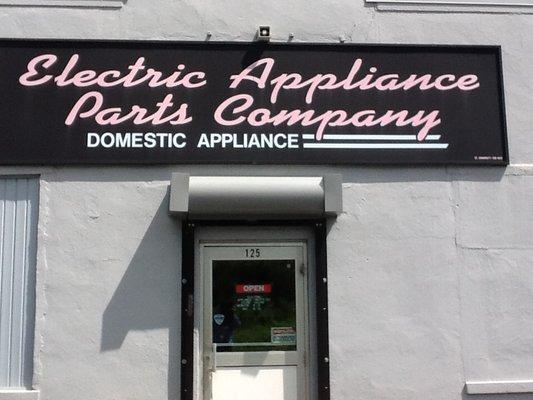 Electric Appliance
Parts Company
DOMESTIC APPLIANCE
125
OPEN